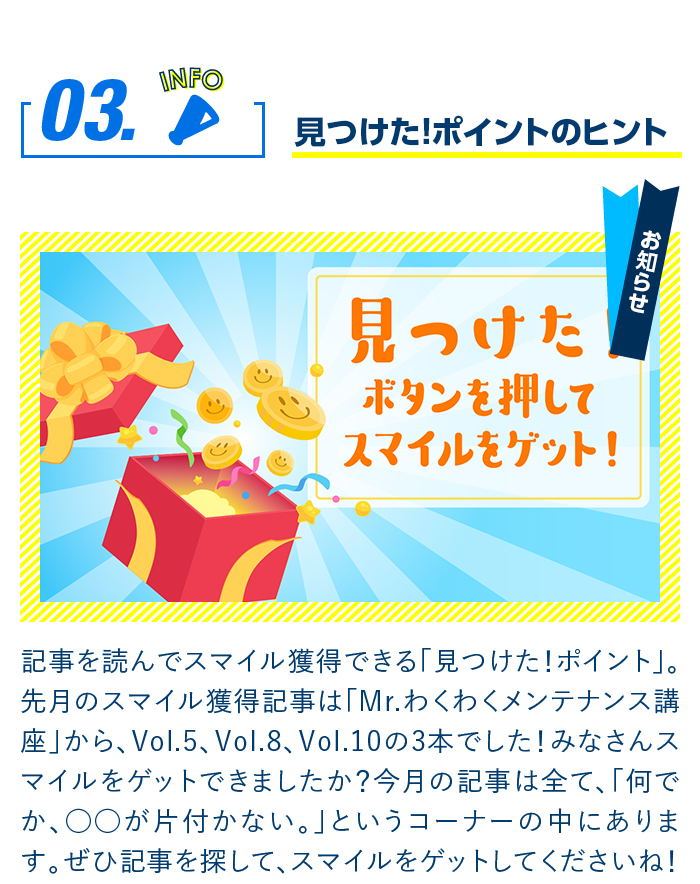 03.
INFO
見つけた!ポイントのヒント
お知らせ
見つけた!
ボタンを押して
スマイルをゲット!
記事を読んでスマイル獲得できる「見つけた!ポイント」。
先月のスマイル獲得記事は「Mr.わくわくメンテナンス講
座」から、Vol.5、Vol.8、Vol.10の3本でした!みなさんス
マイルをゲットできましたか?今月の記事は全て、「何で
か、○○が片付かない。」というコーナーの中にありま
す。ぜひ記事を探して、スマイルをゲットしてくださいね!